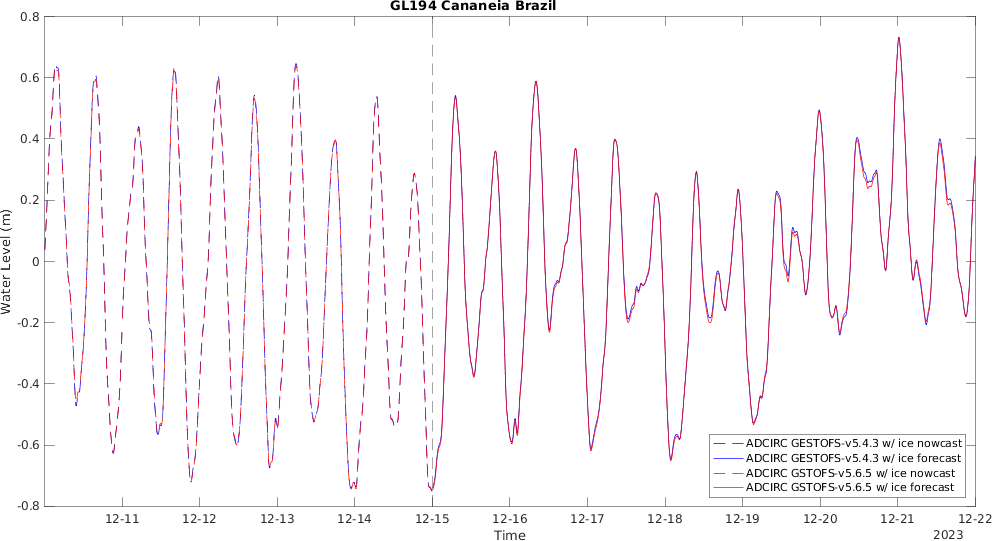 GL194 Cananeia Brazil
0.8
0.6
0.4
0.2
0
-0.2
-0.4
-0.6
-0.8
Water Level (m)
ADCIRC GESTOFS-v5.4.3 w/ ice nowcast
ADCIRC GESTOFS-v5.4.3 w/ ice forecast
ADCIRC GSTOFS-v5.6.5 w/ ice nowcast
ADCIRC GSTOFS-v5.6.5 w/ ice forecast
12-11 12-12 12-13 12-14 12-15 12-16 12-17 12-18 12-19 12-20 12-21 12-22
Time
2023